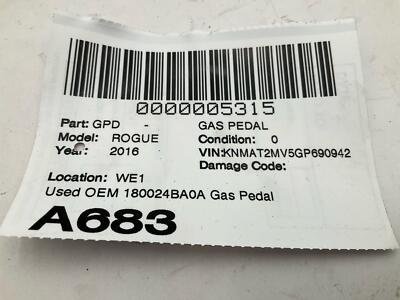 0000005315
Part: GPD - GAS PEDAL
Model: ROGUE Condition: 0
Year: 2016 VIN:KNMAT2MV5GP690942
Damage Code:
Location: WE1
Used OEM 180024BA0A Gas Pedal
A683